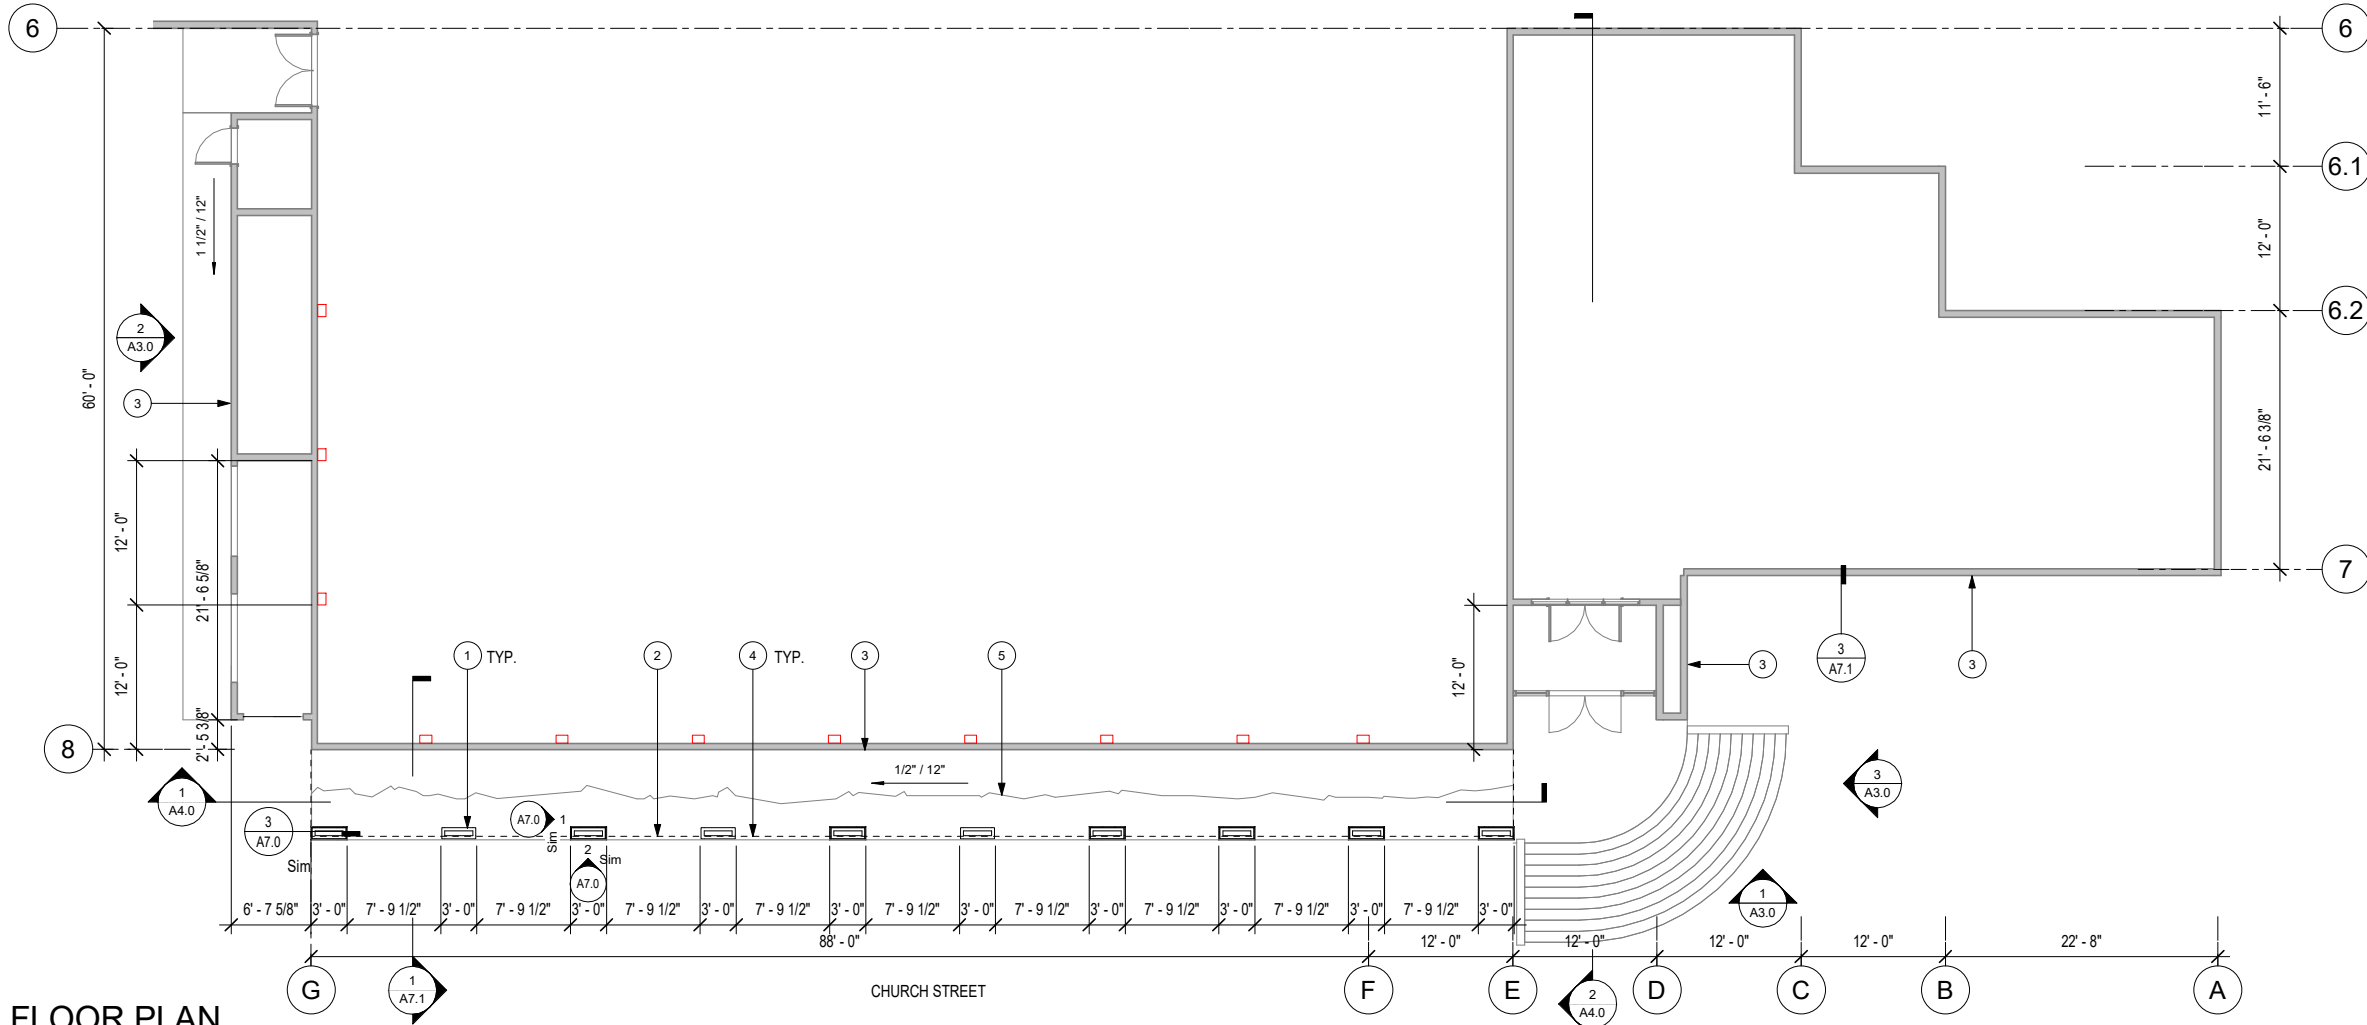 6
6
11' - 6"
6.1
1 1/2" / 12"
12' - 0"
6.2
2
A3.0
60' - 0"
3
21' - 6 3/8"
12' - 0"
21' - 6 5/8"
7
1 TYP.
2
4 TYP.
3
5
12' - 0"
12' - 0"
3
3
A7.1
3
8
2' - 5 3/8"
1/2" / 12"
1
A4.0
3
A3.0
3
A7.0
Sim
A7.0
1
Sim
2
Sim
A7.0
1
A3.0
6' - 7 5/8" 3' - 0" 7' - 9 1/2" 3' - 0" 7' - 9 1/2" 3' - 0" 7' - 9 1/2" 3' - 0" 7' - 9 1/2" 3' - 0" 7' - 9 1/2" 3' - 0" 7' - 9 1/2" 3' - 0" 7' - 9 1/2" 3' - 0" 7' - 9 1/2" 3' - 0" 7' - 9 1/2" 3' - 0"
88' - 0" 12' - 0" 12' - 0" 12' - 0" 12' - 0" 22' - 8"
G
1
A7.1
CHURCH STREET
F
E
2
A4.0
D
C
B
A
FLOOR PLAN